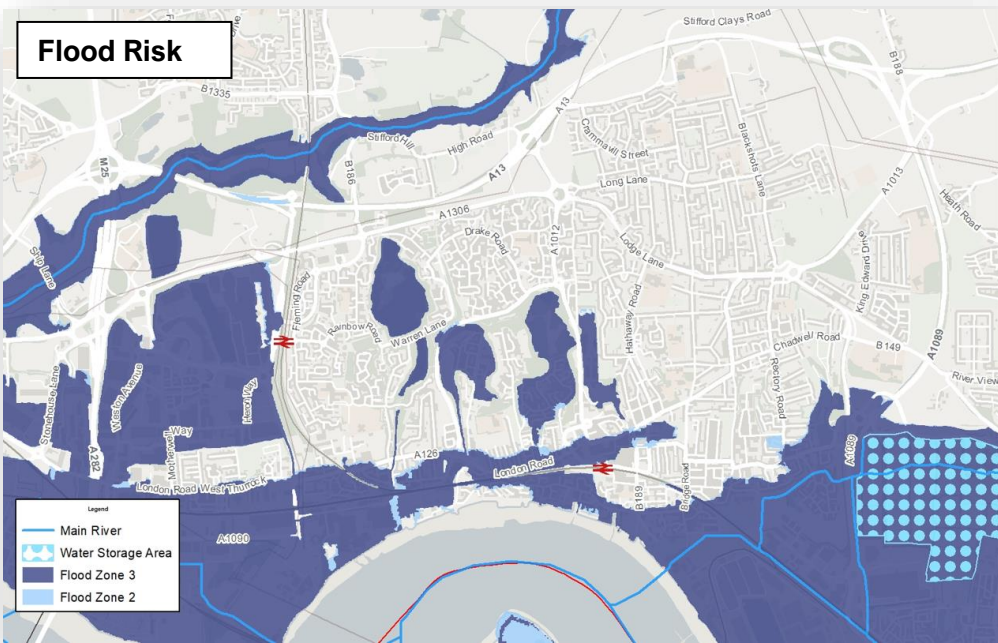 Flood Risk
Stifford Clays Road
B188
B1335
A13
Stifford Hill
High Road
Crammavill Street
Blackshots Lane
M25
B186
A13
Long Lane
A1013
Heath Road
A1306
Drake Road
A1012
Lodge Lane
King Edward Drive
Ship Lane
Fleming Road
Rainbow Road
Warren Lane
Hathaway Road
Chadwell Road
B149
A1089
River View
Stonehouse Lane
Weston Avenue
Heron Way
Rectory Road
Motherwell Way
A282
A126
London Road
A1089
London Road West Thurrock
B189
Bridge Road
A1090
Legend
Main River
Water Storage Area
Flood Zone 3
Flood Zone 2